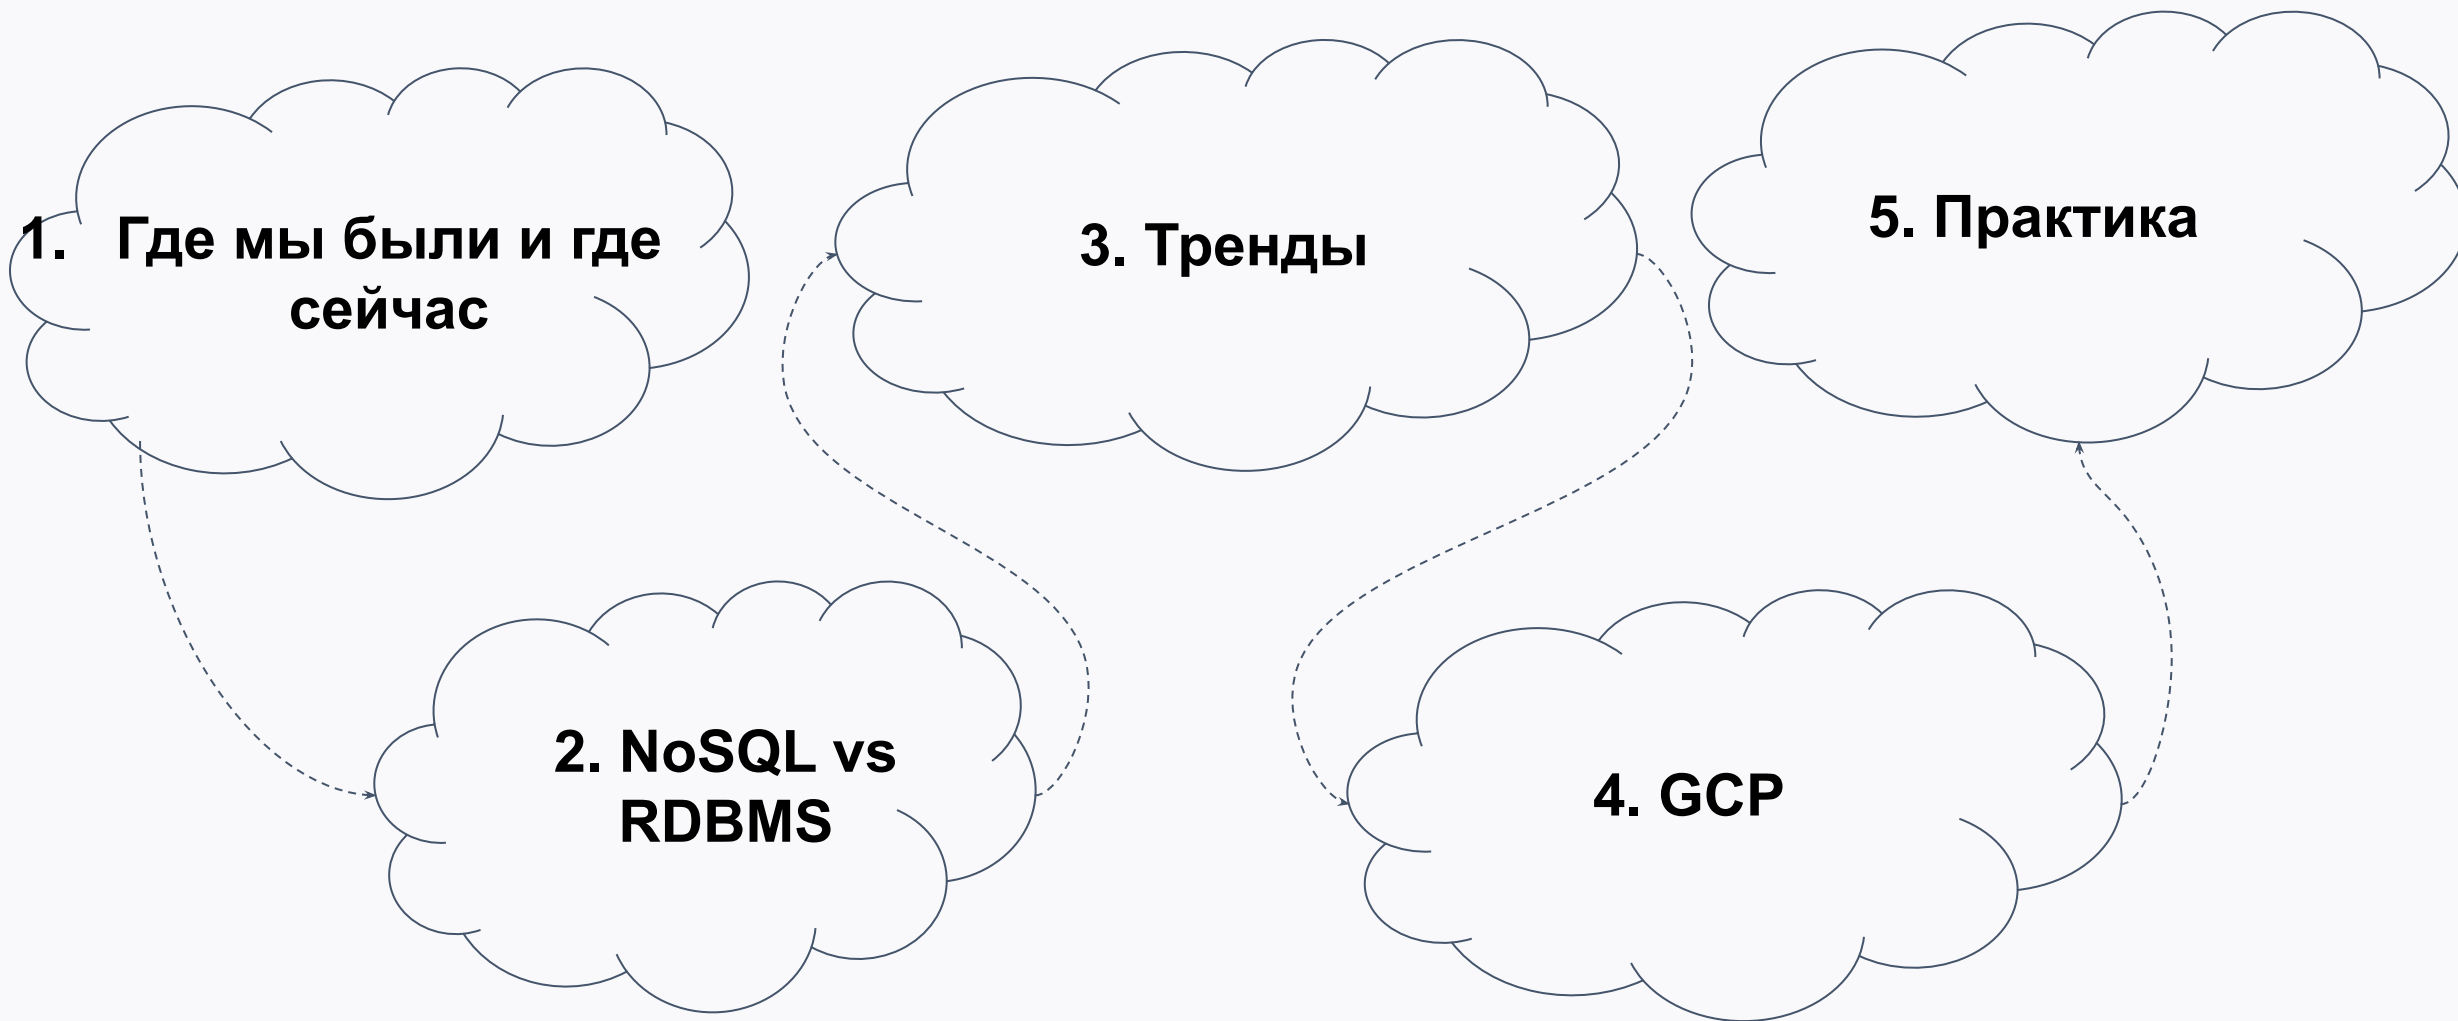 1. Где мы были и где
сейчас
2. NoSQL vs
RDBMS
3. Тренды
4. GCP
5. Практика